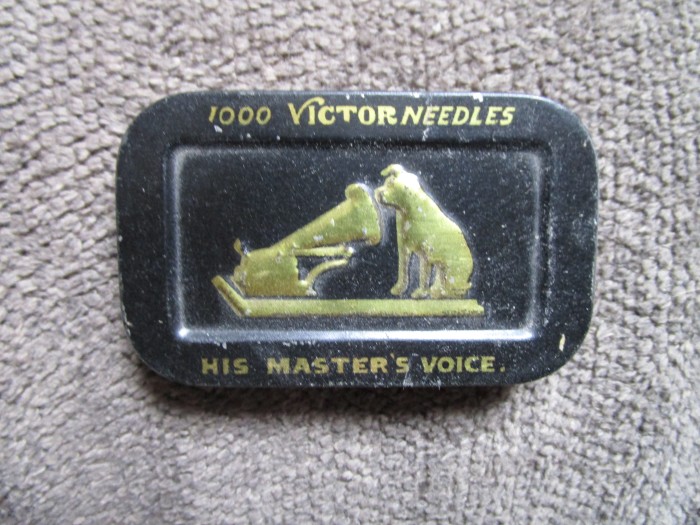 1000 VICTOR NEEDLES
HIS MASTER'S VOICE.